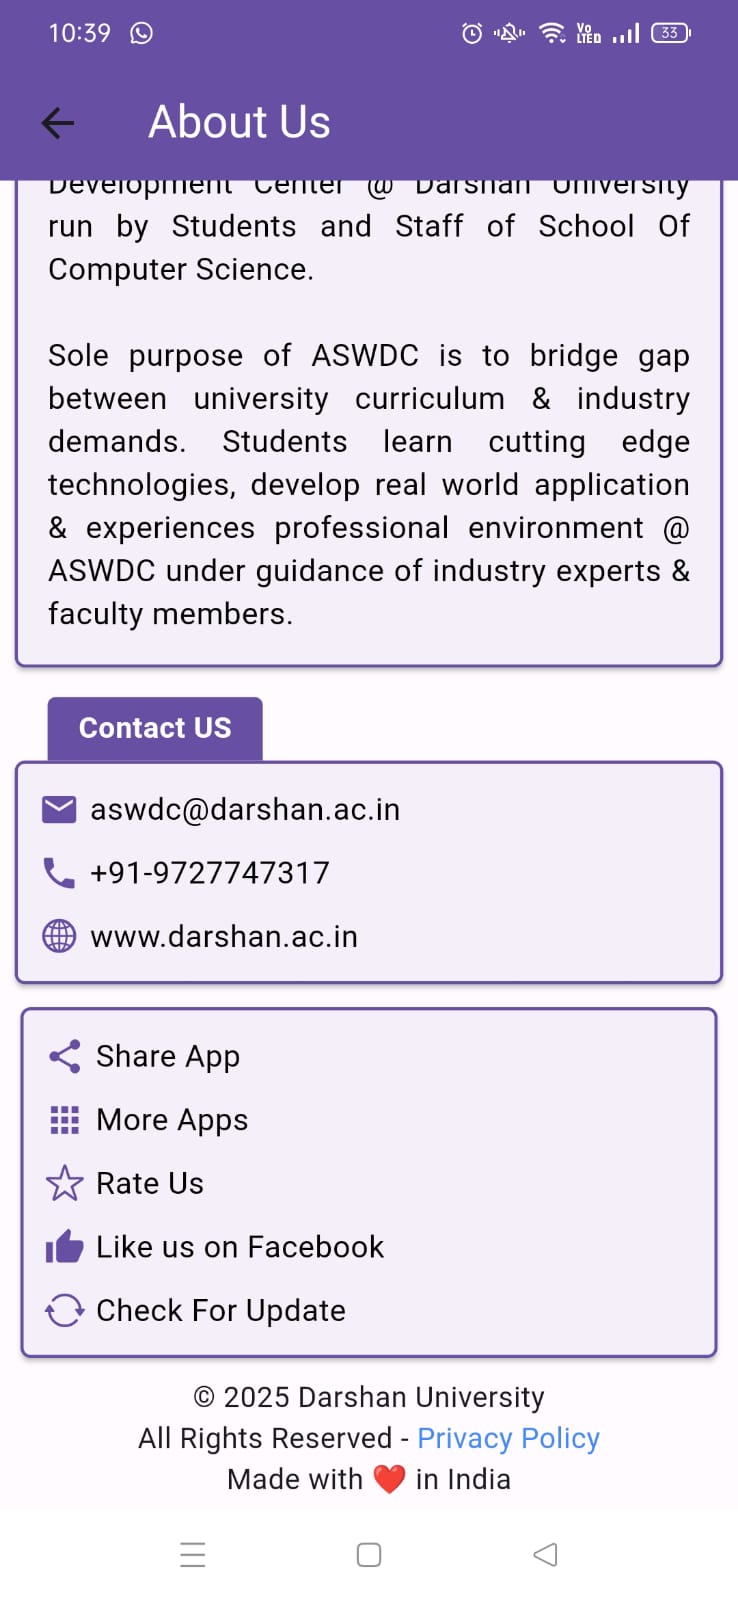 10:39
Vo
LTED
33
About Us
Development Center @ Darshan University
run by Students and Staff of School Of
Computer Science.
Sole purpose of ASWDC is to bridge gap
between university curriculum & industry
demands. Students learn cutting edge
technologies, develop real world application
& experiences professional environment @
ASWDC under guidance of industry experts &
faculty members.
Contact US
aswdc@darshan.ac.in
+91-9727747317
www.darshan.ac.in
Share App
More Apps
Rate Us
Like us on Facebook
Check For Update
© 2025 Darshan University
All Rights Reserved - Privacy Policy
Made with ❤️ in India